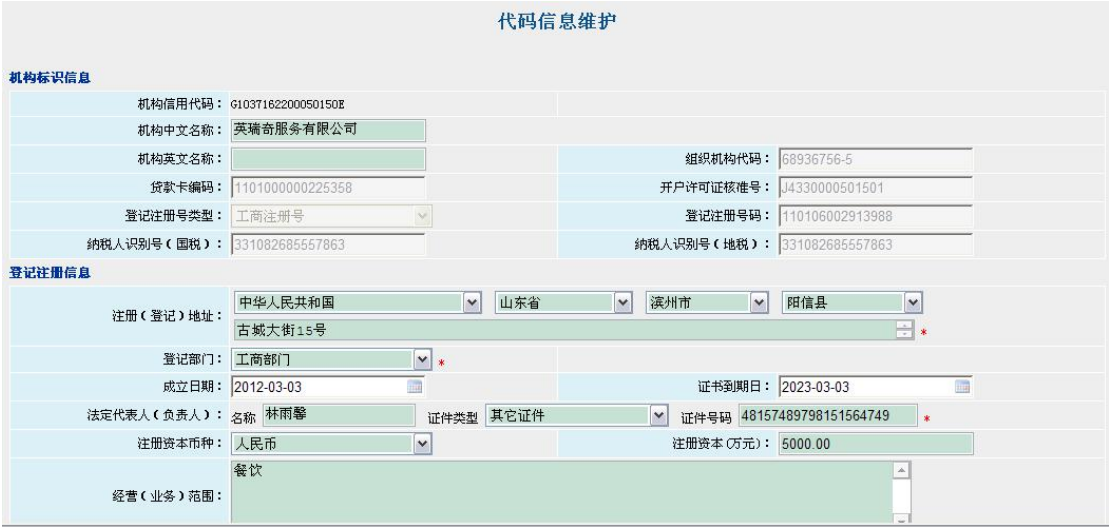 代码信息维护
机构标识信息
机构信用代码： G1037162200050150E
机构中文名称： 英瑞奇服务有限公司
机构英文名称： 组织机构代码： 68936756-5
贷款卡编码： 1101000000225358 开户许可证核准号： J4330000501501
登记注册号类型： 工商注册号 登记注册号码： 110106002913988
纳税人识别号（国税）： 331082685557863 纳税人识别号（地税）： 331082685557863
登记注册信息
注册（登记）地址： 中华人民共和国 山东省 滨州市 阳信县
古城大街15号 *
登记部门： 工商部门 *
成立日期： 2012-03-03 证书到期日： 2023-03-03
法定代表人（负责人）： 名称 林雨馨 证件类型 其它证件 证件号码 48157489798151564749 *
注册资本币种： 人民币 注册资本（万元）： 5000.00
经营（业务）范围： 餐饮